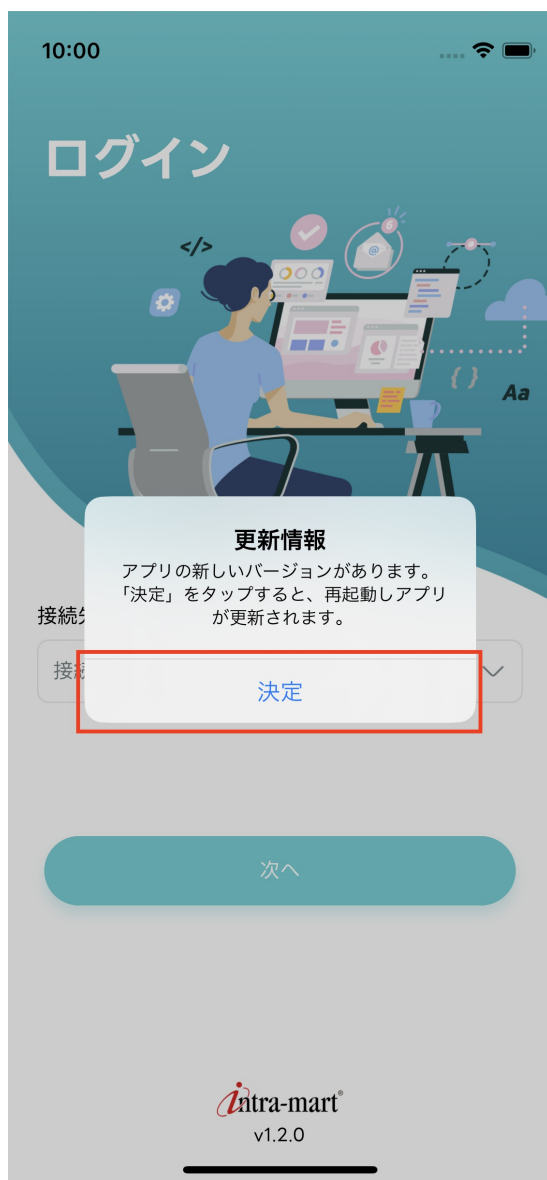 10:00
ログイン
</>
6
@
{ }
Aa
更新情報
アプリの新しいバージョンがあります。
「決定」をタップすると、再起動しアプリ
が更新されます。
接続
接続
決定
次へ
intra-mart®
v1.2.0